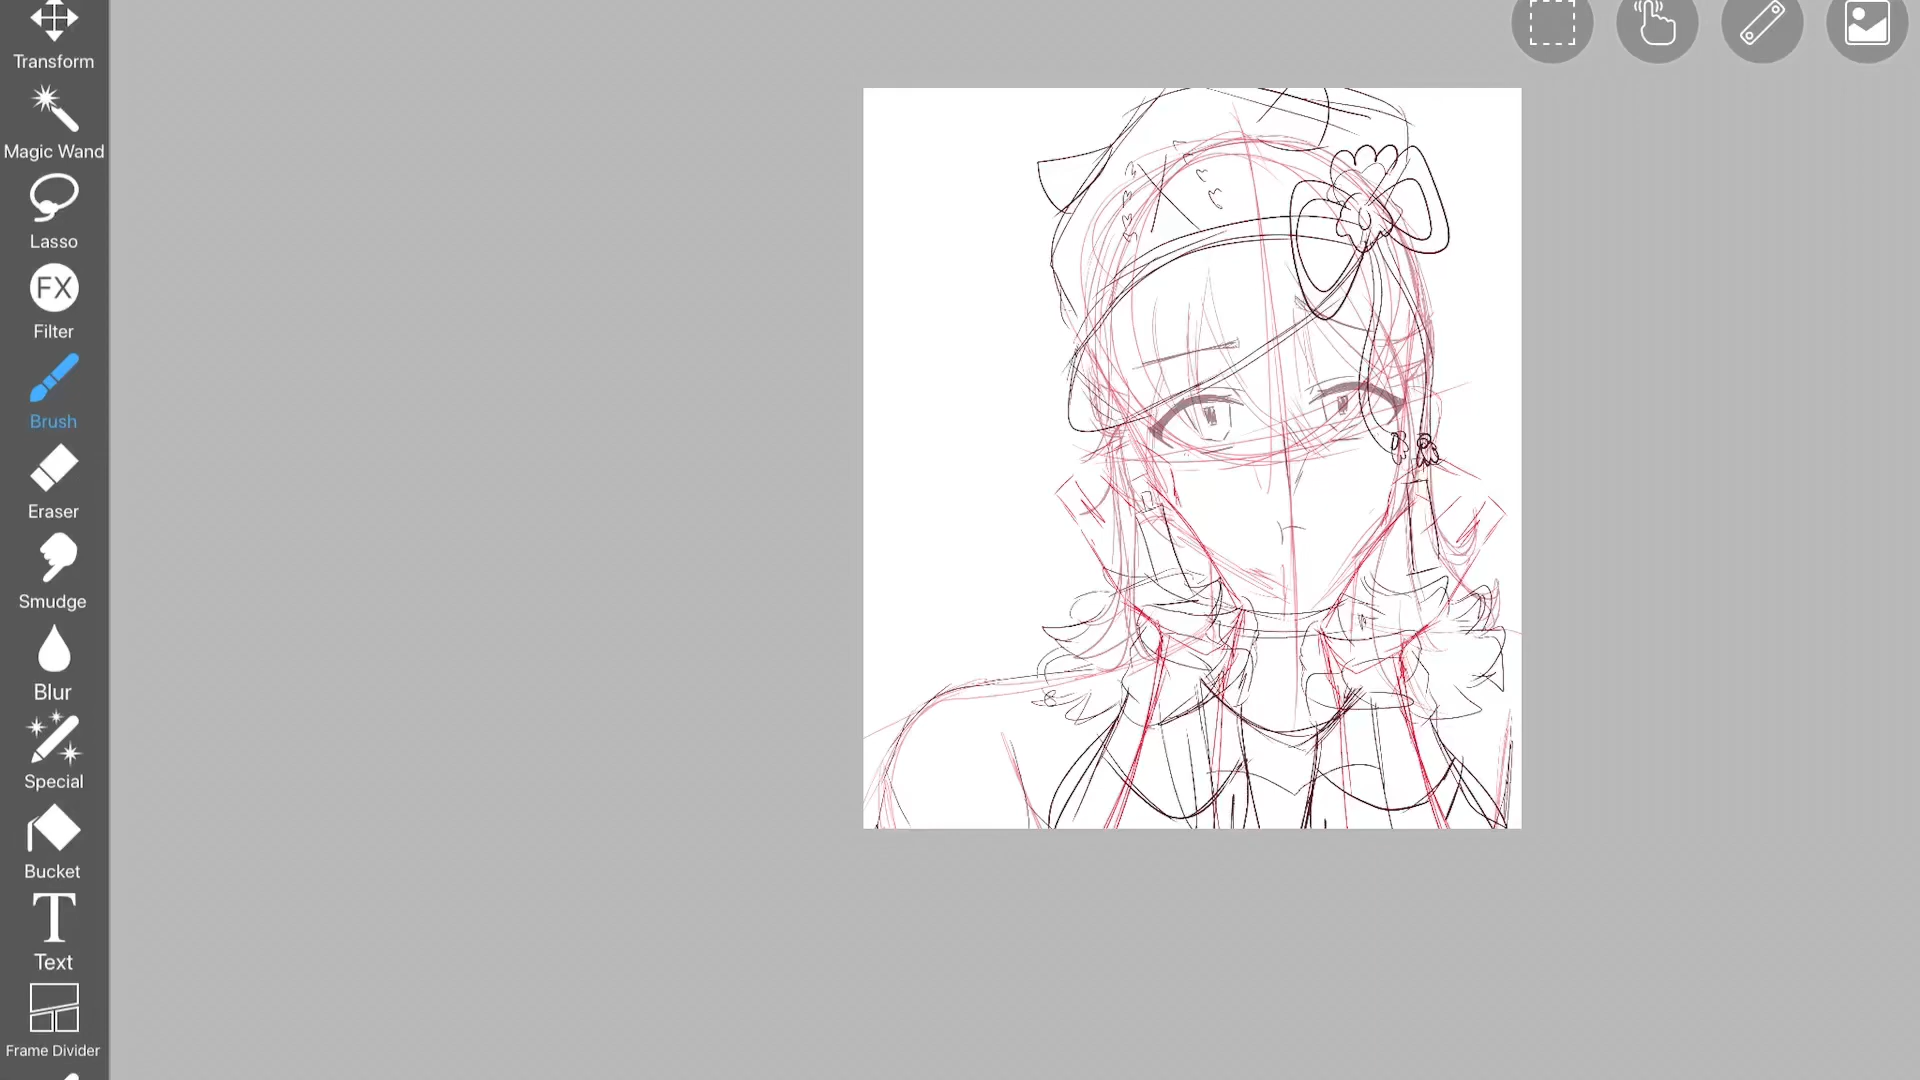 Transform
Magic Wand
Lasso
FX
Filter
Brush
Eraser
Smudge
Blur
Special
Bucket
T
Text
Frame Divider